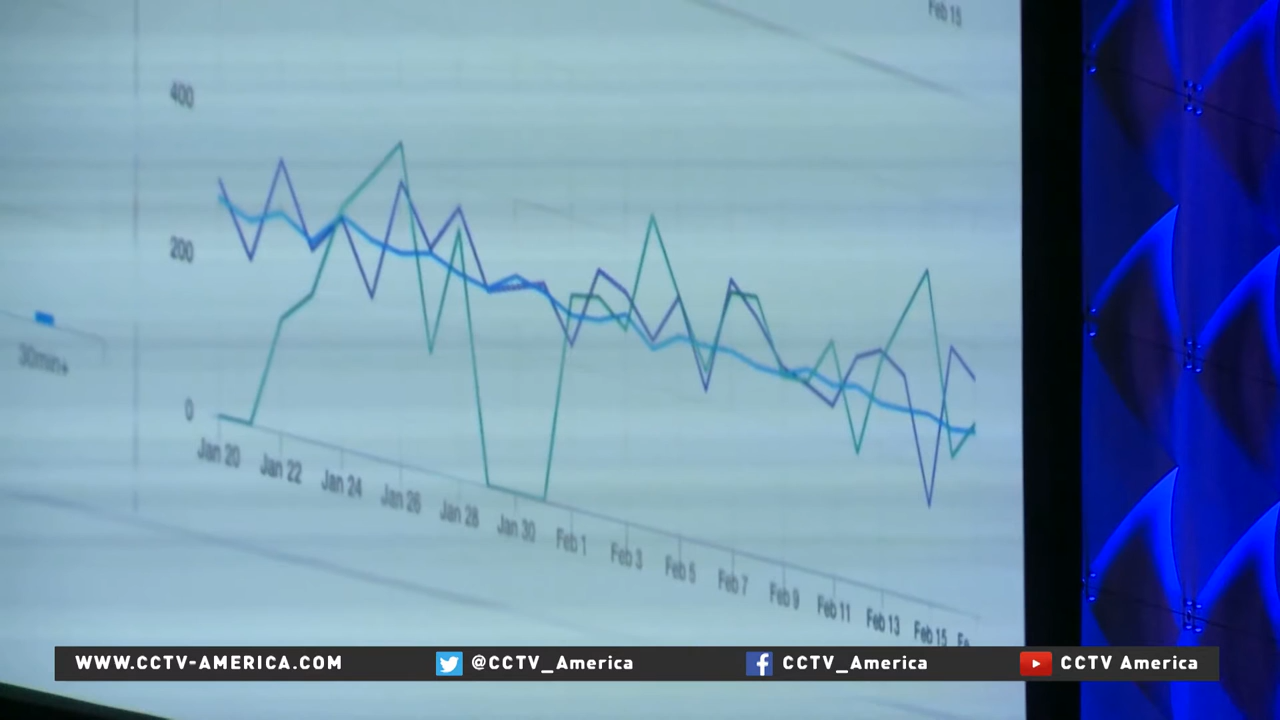 Feb 15
400
200
0
30min+
Jan 20
Jan 22
Jan 24
Jan 26
Jan 28
Jan 30
Feb 1
Feb 3
Feb 5
Feb 7
Feb 9
Feb 11
Feb 13
Feb 15
Fe
WWW.CCTV-AMERICA.COM
@CCTV_America
CCTV_America
CCTV America